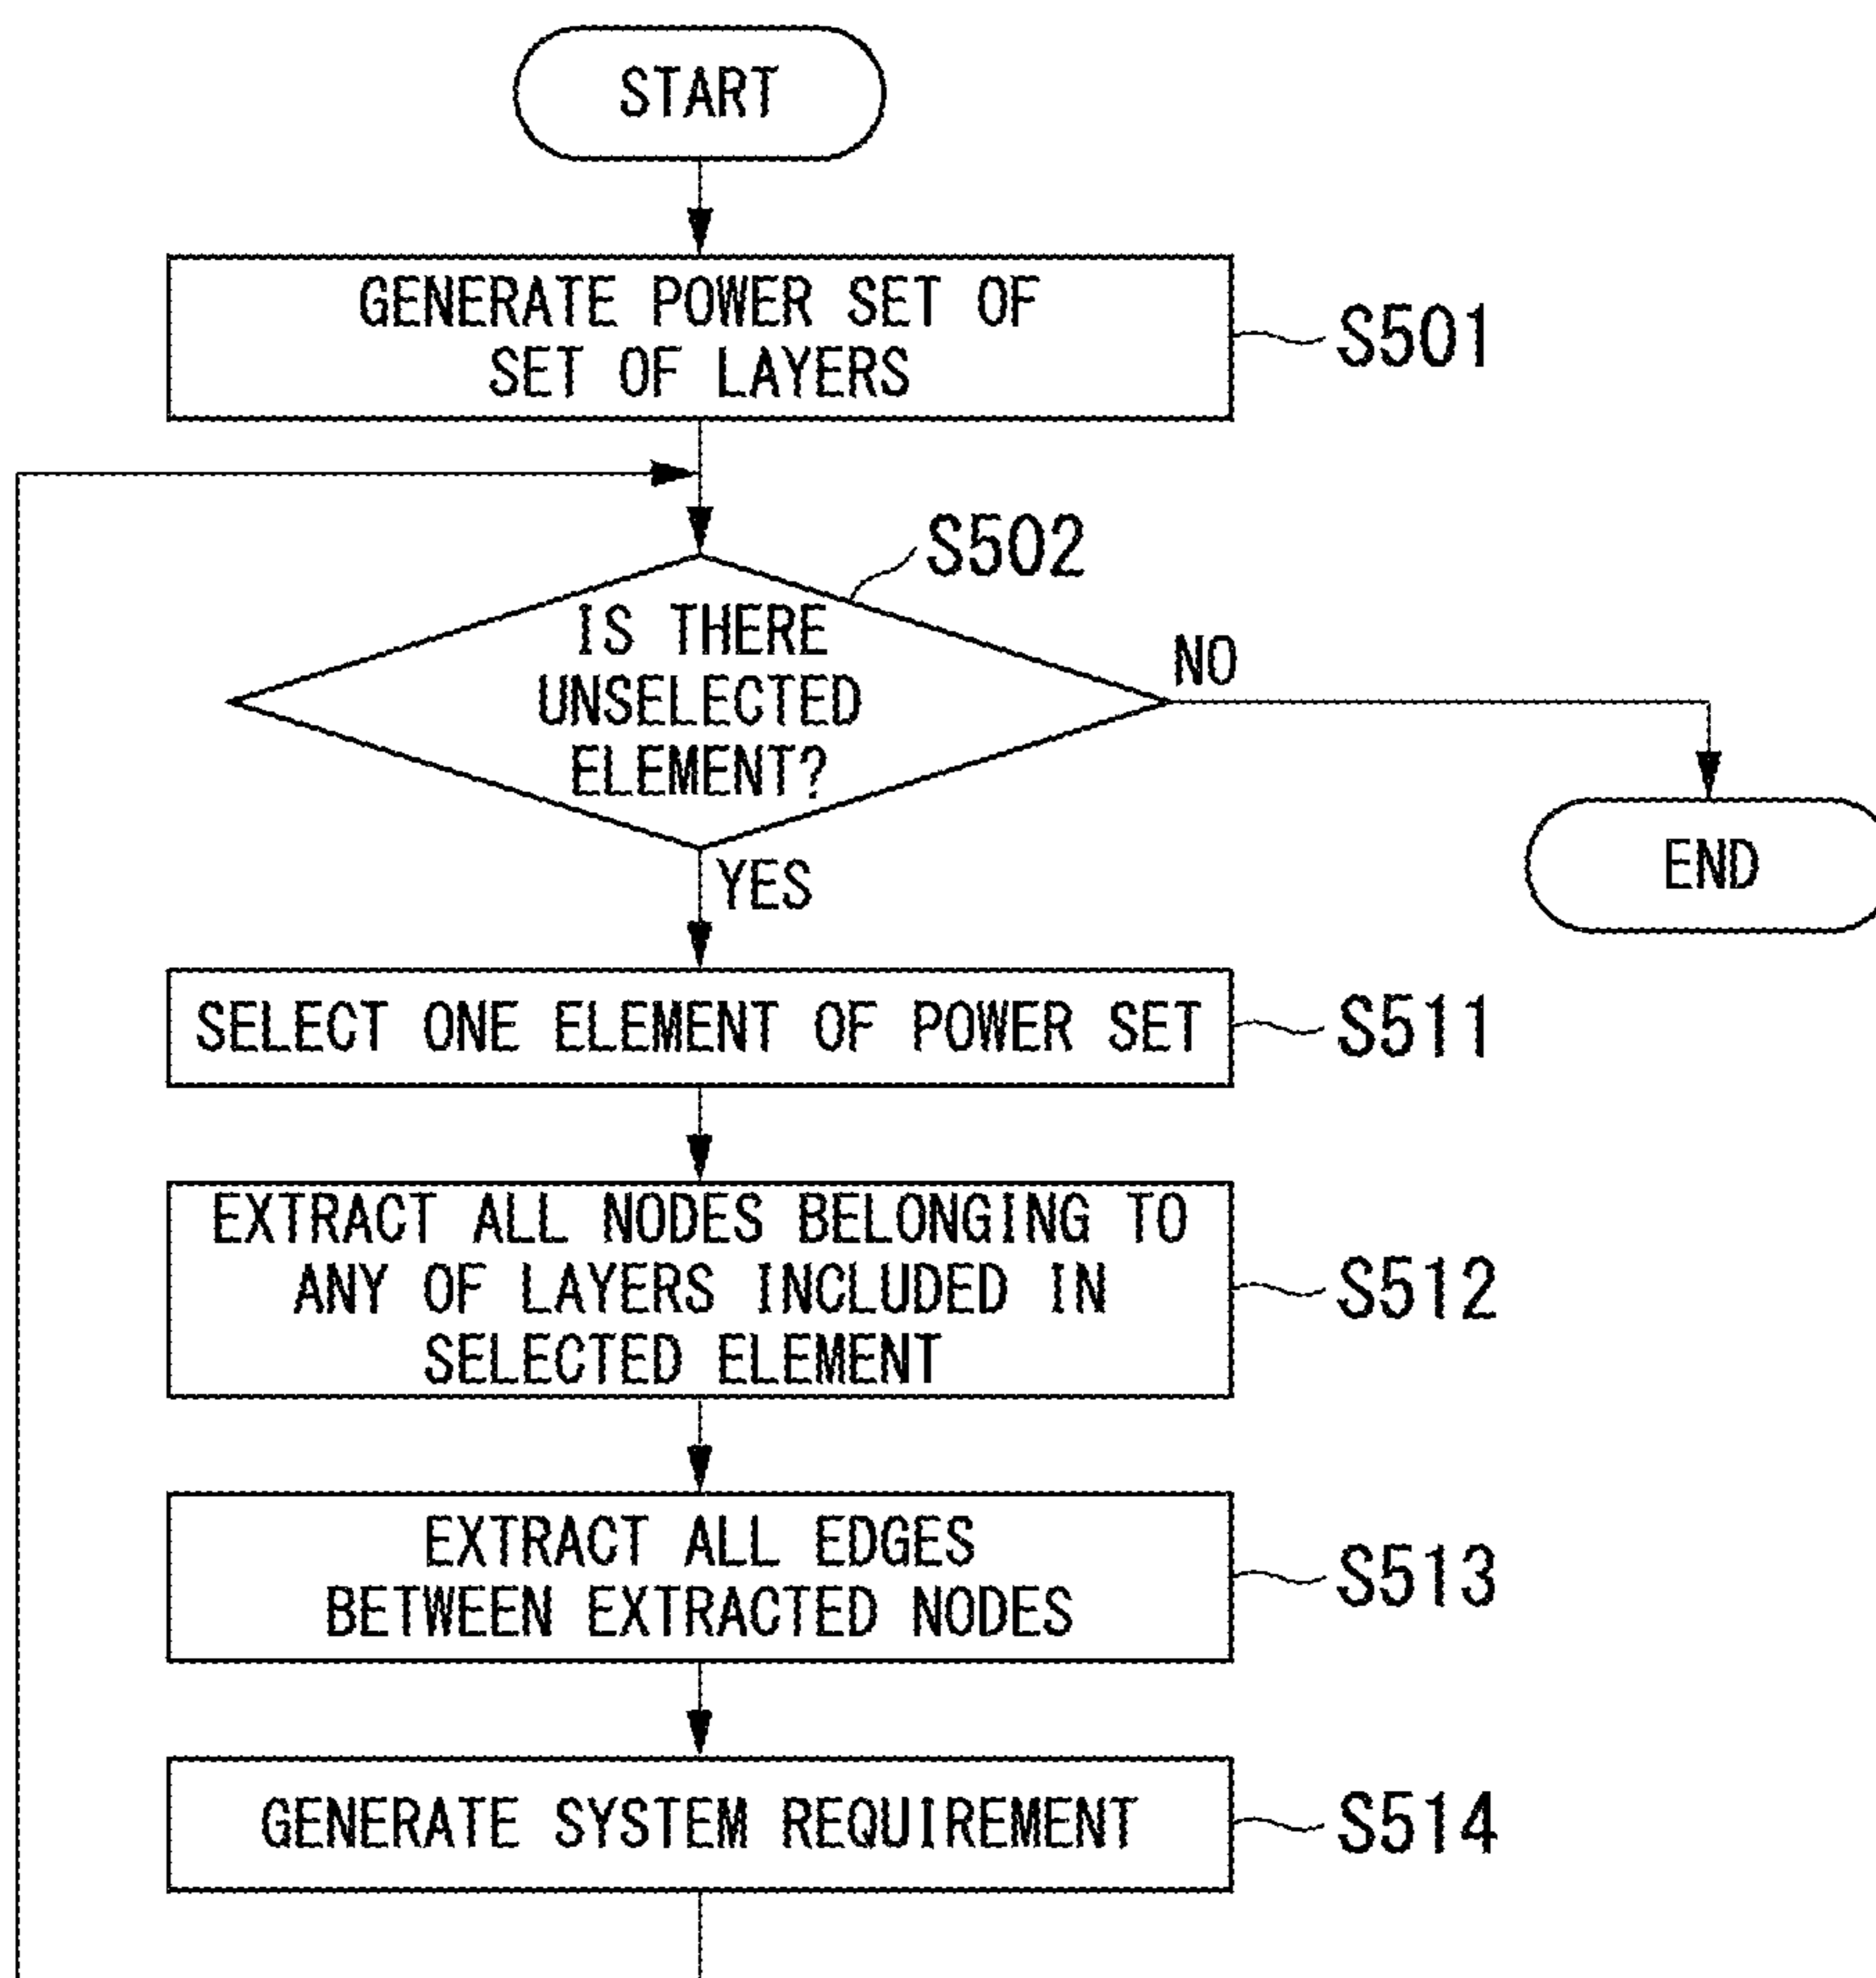 START
GENERATE POWER SET OF
SET OF LAYERS
S501
S502
IS THERE
UNSELECTED
ELEMENT?
NO
END
YES
SELECT ONE ELEMENT OF POWER SET
S511
EXTRACT ALL NODES BELONGING TO
ANY OF LAYERS INCLUDED IN
SELECTED ELEMENT
S512
EXTRACT ALL EDGES
BETWEEN EXTRACTED NODES
S513
GENERATE SYSTEM REQUIREMENT
S514